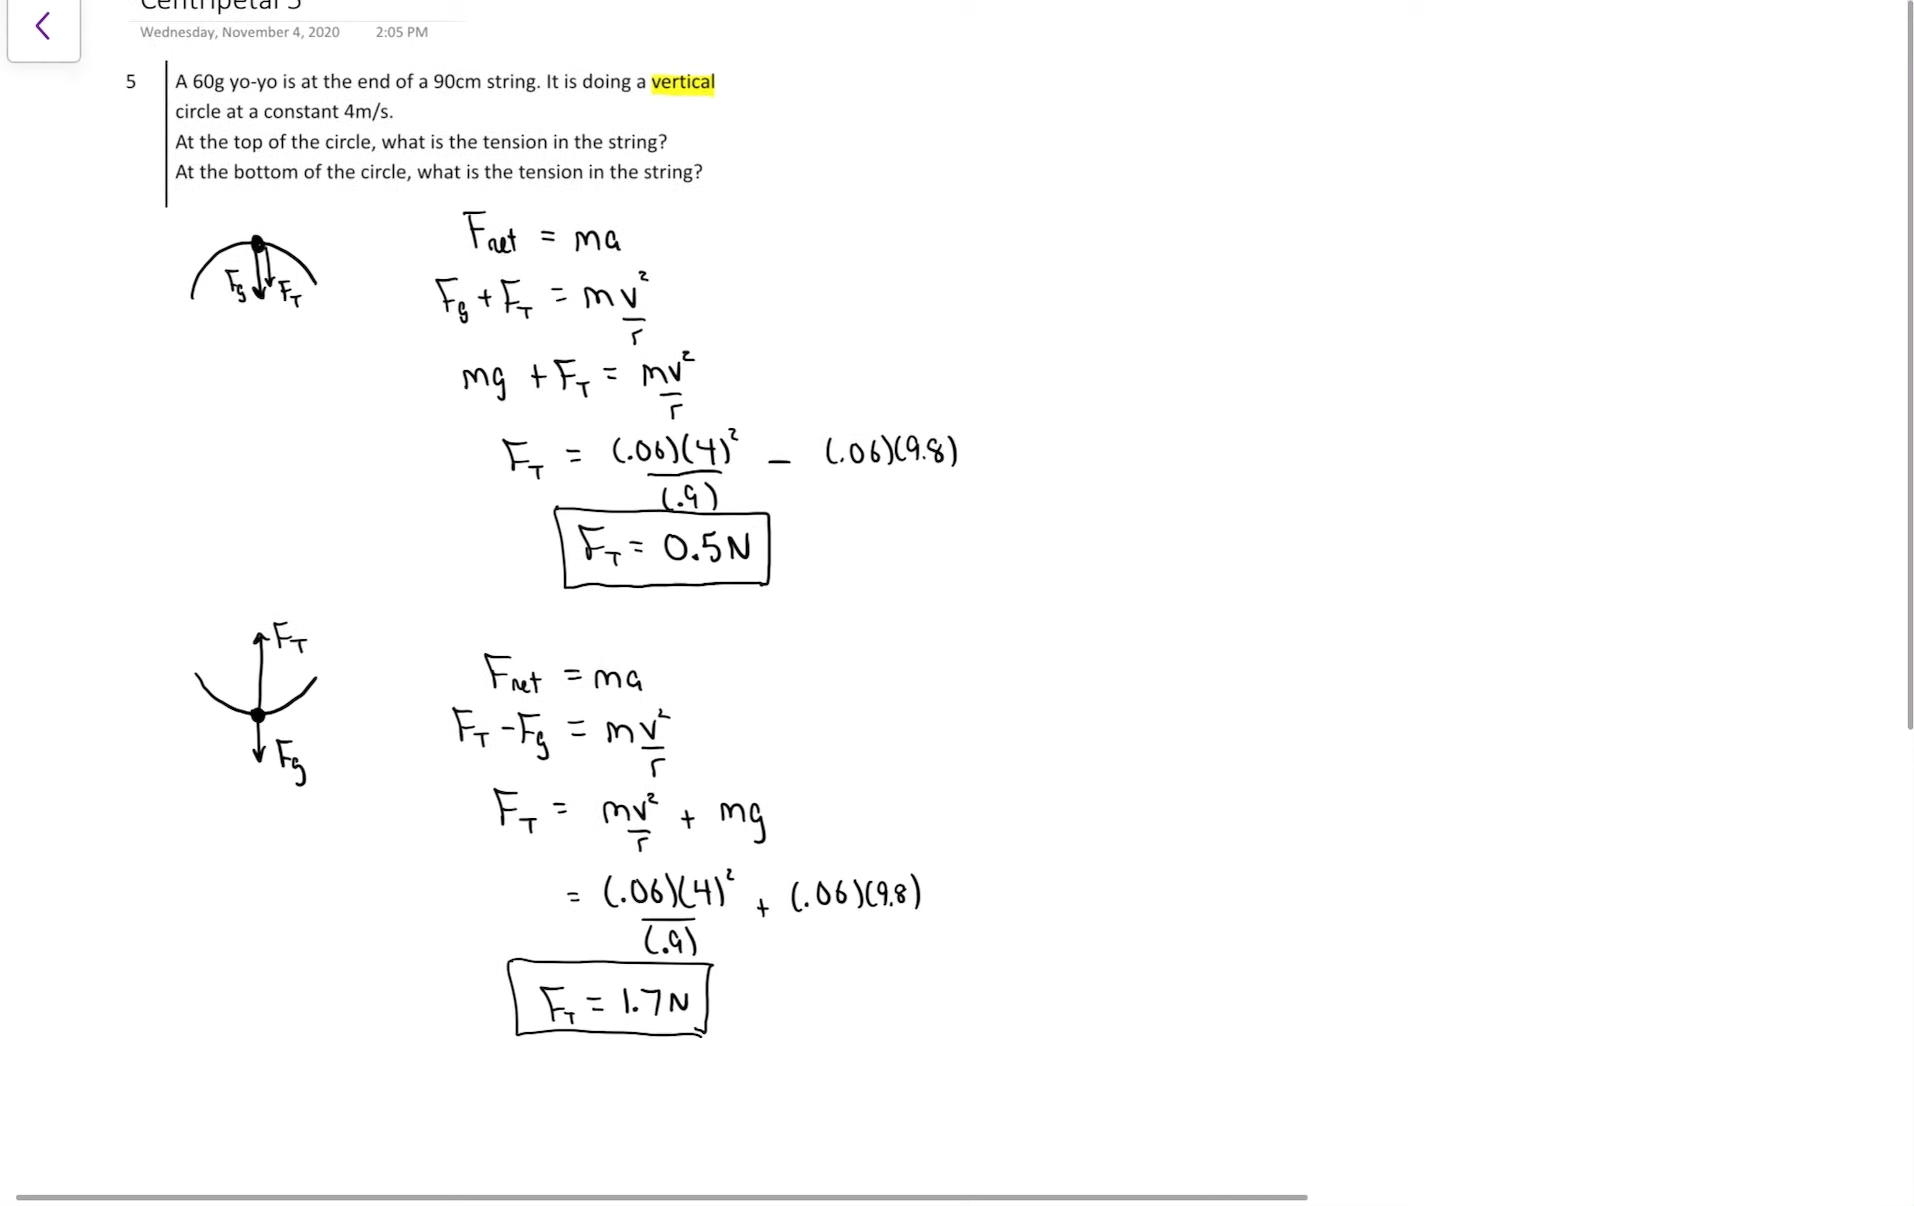 Centripetal 5
Wednesday, November 4, 2020 2:05 PM
5 A 60g yo-yo is at the end of a 90cm string. It is doing a vertical
circle at a constant 4m/s.
At the top of the circle, what is the tension in the string?
At the bottom of the circle, what is the tension in the string?
Fnet = ma
Fg FT
Fg + FT = mv²/r
mg + FT = mv²/r
FT = (.06)(4)²/(.9) − (.06)(9.8)
FT = 0.5N
FT
Fnet = ma
FT - Fg = mv²/r
Fg
FT = mv²/r + mg
= (.06)(4)²/(.9) + (.06)(9.8)
FT = 1.7N